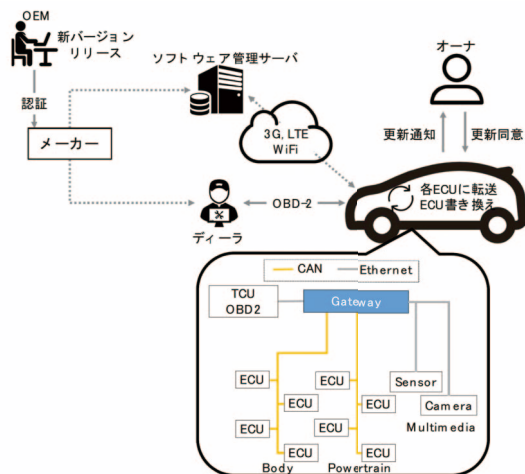 OEM
新バージョン
リリース
認証
メーカー
ソフトウェア管理サーバ
3G, LTE
WiFi
ディーラ
OBD-2
オーナ
更新通知
更新同意
各ECUに転送
ECU書き換え
CAN
Ethernet
TCU
OBD2
Gateway
ECU
ECU
ECU
ECU
ECU
ECU
ECU
ECU
Sensor
Camera
Multimedia
Body
Powertrain